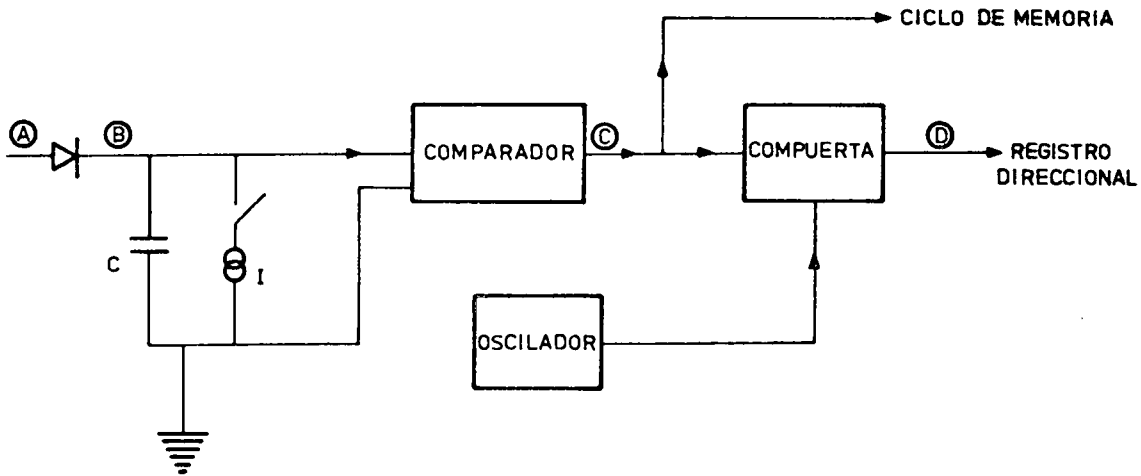 CICLO DE MEMORIA
A
B
COMPARADOR
C
COMPUERTA
D
REGISTRO
DIRECCIONAL
C
I
OSCILADOR